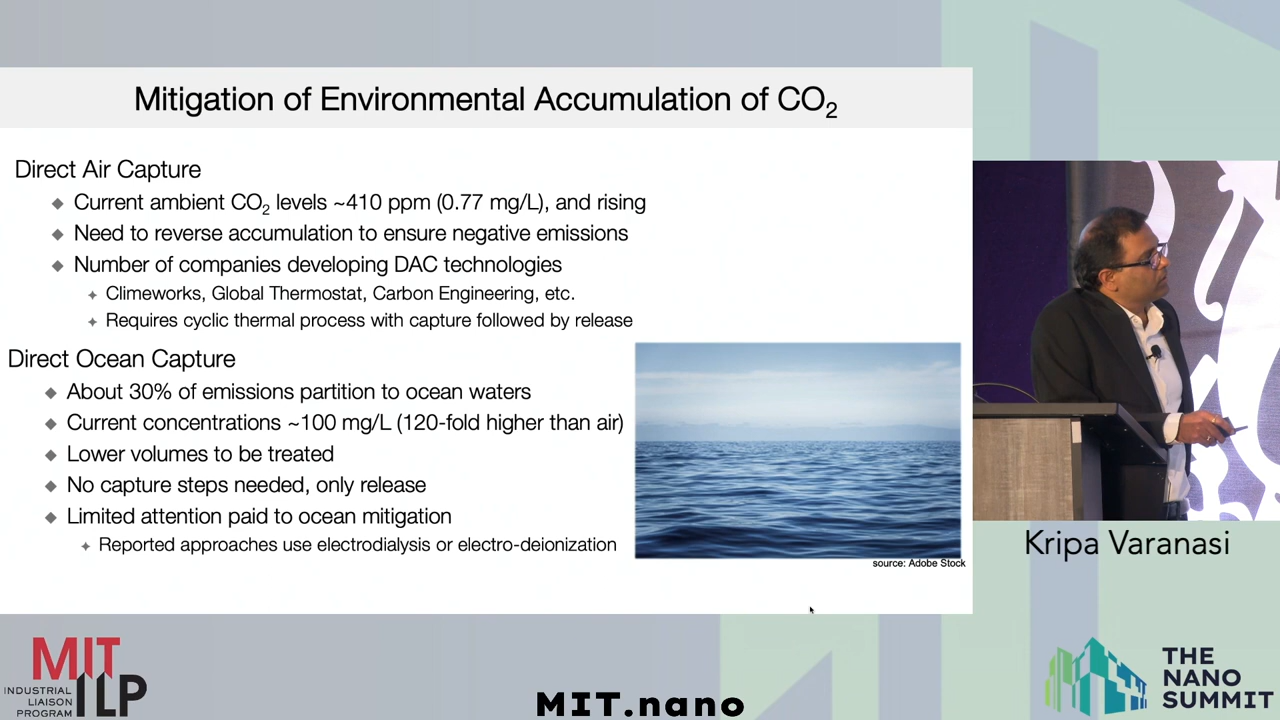 Mitigation of Environmental Accumulation of CO2
Direct Air Capture
◆ Current ambient CO2 levels ~410 ppm (0.77 mg/L), and rising
◆ Need to reverse accumulation to ensure negative emissions
◆ Number of companies developing DAC technologies
✦ Climeworks, Global Thermostat, Carbon Engineering, etc.
✦ Requires cyclic thermal process with capture followed by release
Direct Ocean Capture
◆ About 30% of emissions partition to ocean waters
◆ Current concentrations ~100 mg/L (120-fold higher than air)
◆ Lower volumes to be treated
◆ No capture steps needed, only release
◆ Limited attention paid to ocean mitigation
✦ Reported approaches use electrodialysis or electro-deionization
source: Adobe Stock
Kripa Varanasi
MIT
ILP
INDUSTRIAL
LIAISON
PROGRAM
MIT.nano
THE
NANO
SUMMIT